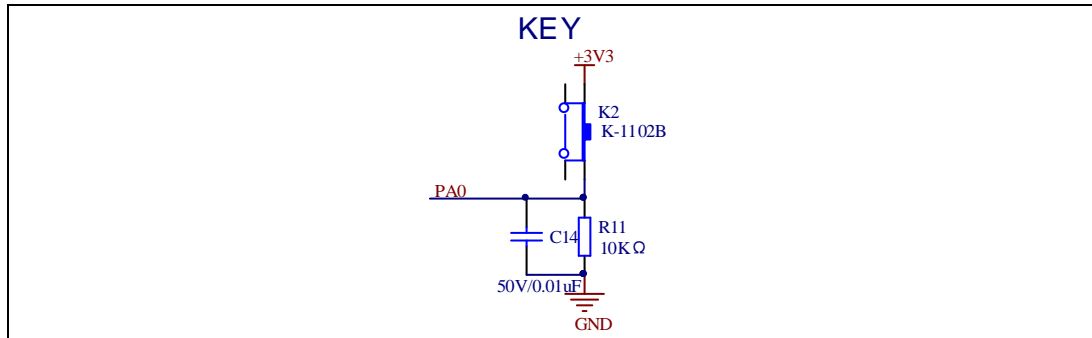 KEY
+3V3
K2
K-1102B
PA0
C14
R11
10KΩ
50V/0.01uF
GND